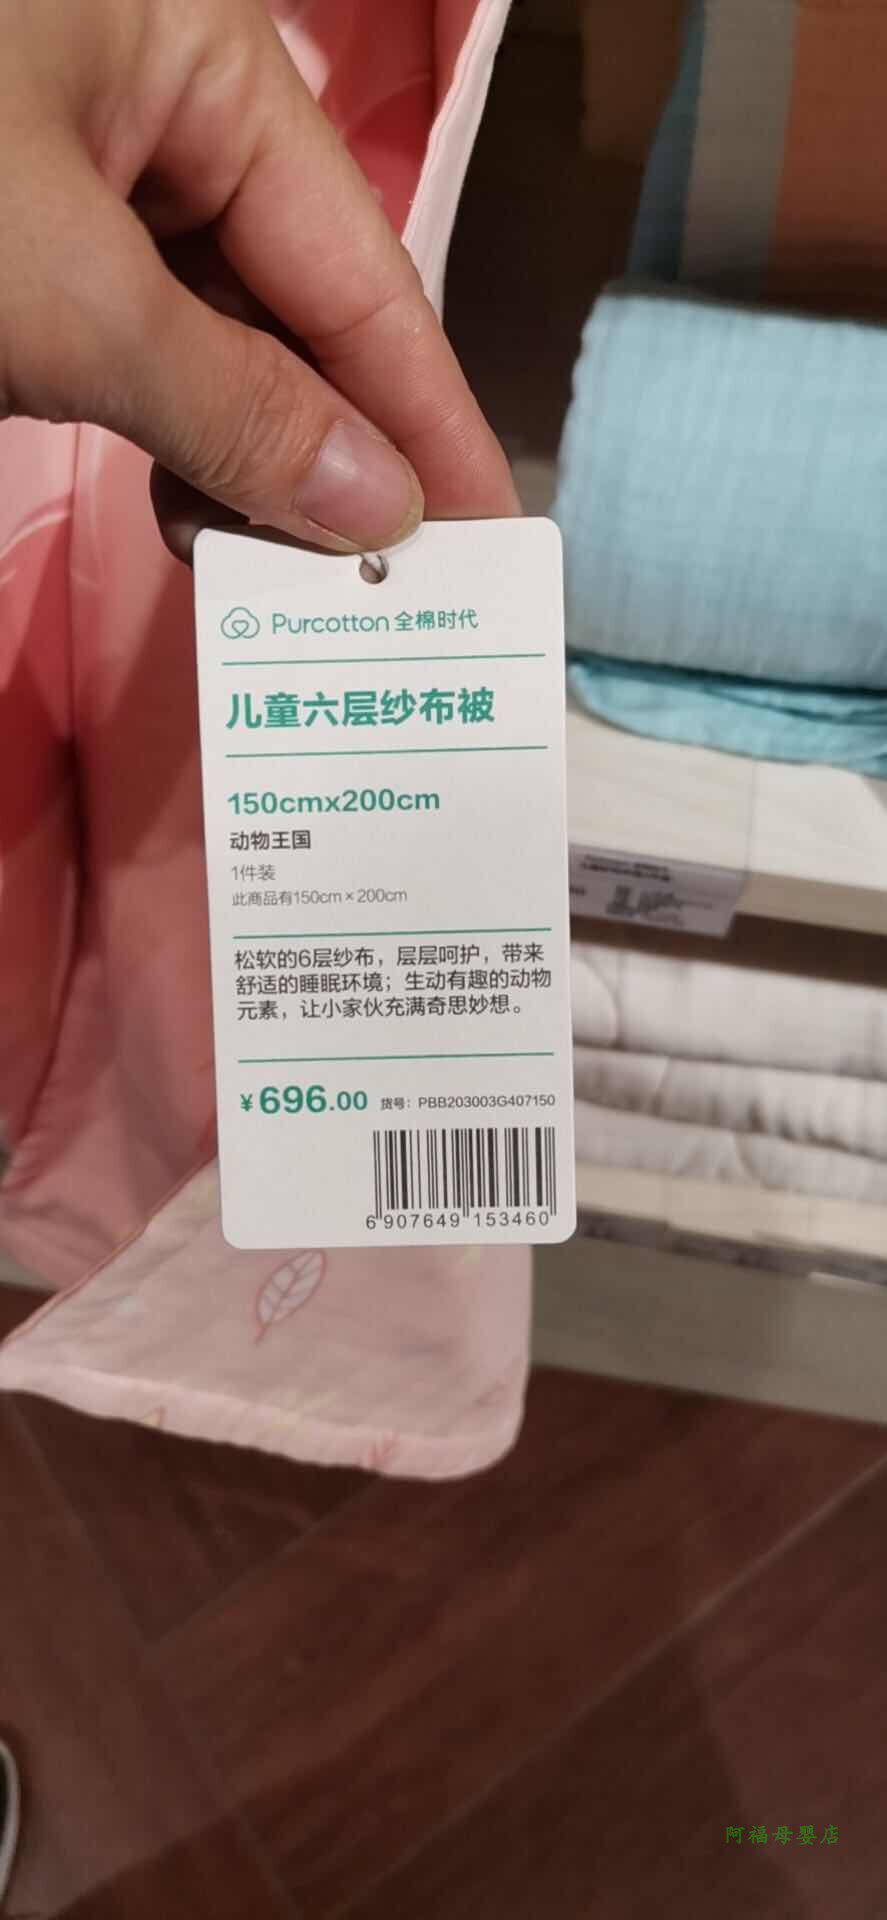 Purcotton 全棉时代
儿童六层纱布被
150cmx200cm
动物王国
1件装
此商品有150cm×200cm
松软的6层纱布，层层呵护，带来
舒适的睡眠环境；生动有趣的动物
元素，让小家伙充满奇思妙想。
¥696.00 货号：PBB203003G407150
6 907649 153460
阿福母婴店